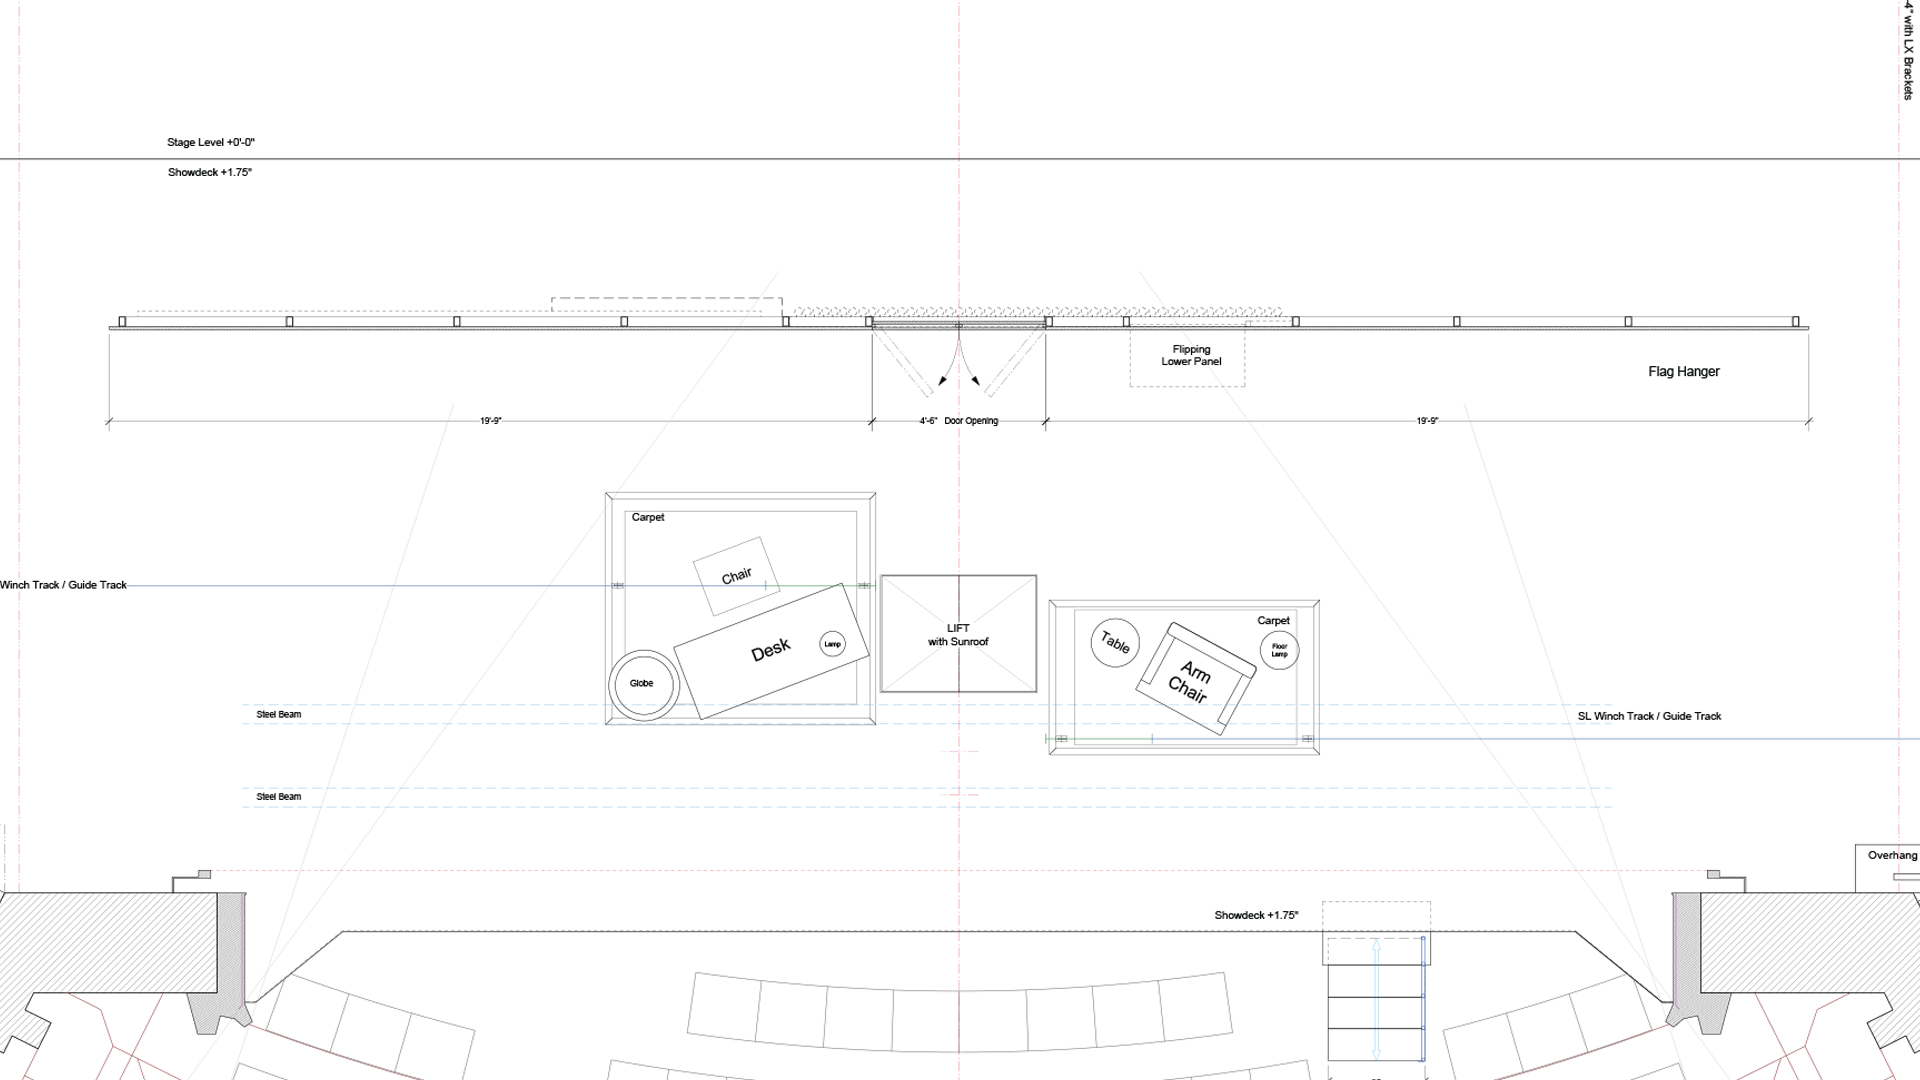 -4" with LX Brackets
Stage Level +0'-0"
Showdeck +1.75"
Flipping
Lower Panel
Flag Hanger
19'-9"
4'-6" Door Opening
19'-9"
Carpet
Chair
Winch Track / Guide Track
Desk
Lamp
Globe
LIFT
with Sunroof
Carpet
Table
Floor
Lamp
Arm
Chair
Steel Beam
SL Winch Track / Guide Track
Steel Beam
Overhang
Showdeck +1.75"